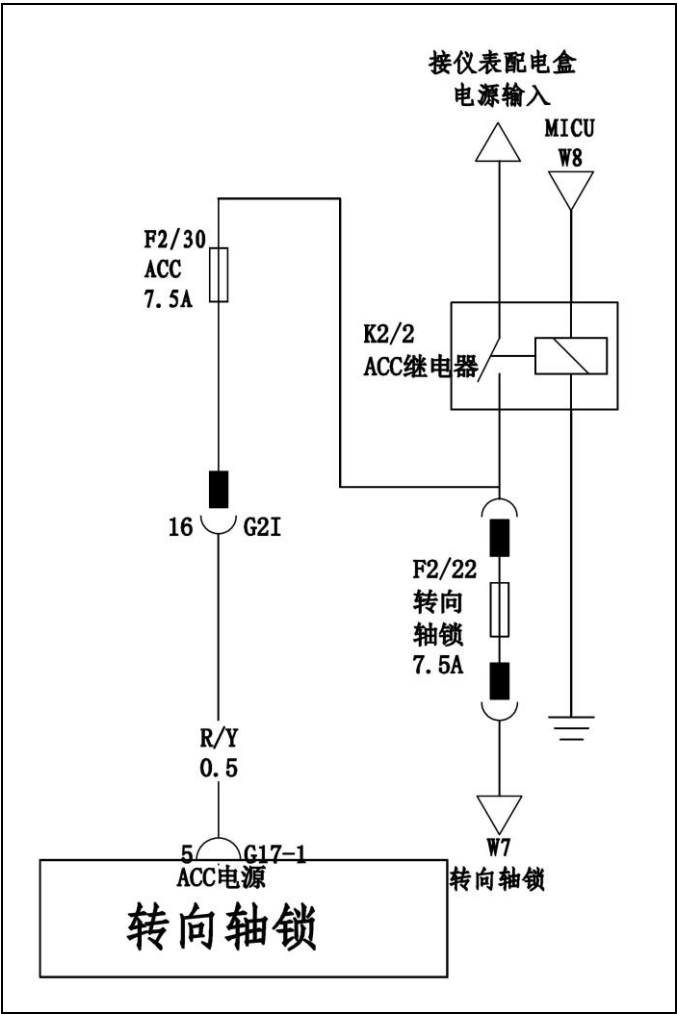 接仪表配电盒
电源输入
MICU
W8
F2/30
ACC
7.5A
K2/2
ACC继电器
16 G2I
F2/22
转向
轴锁
7.5A
R/Y
0.5
5 G17-1
ACC电源
转向轴锁
W7
转向轴锁